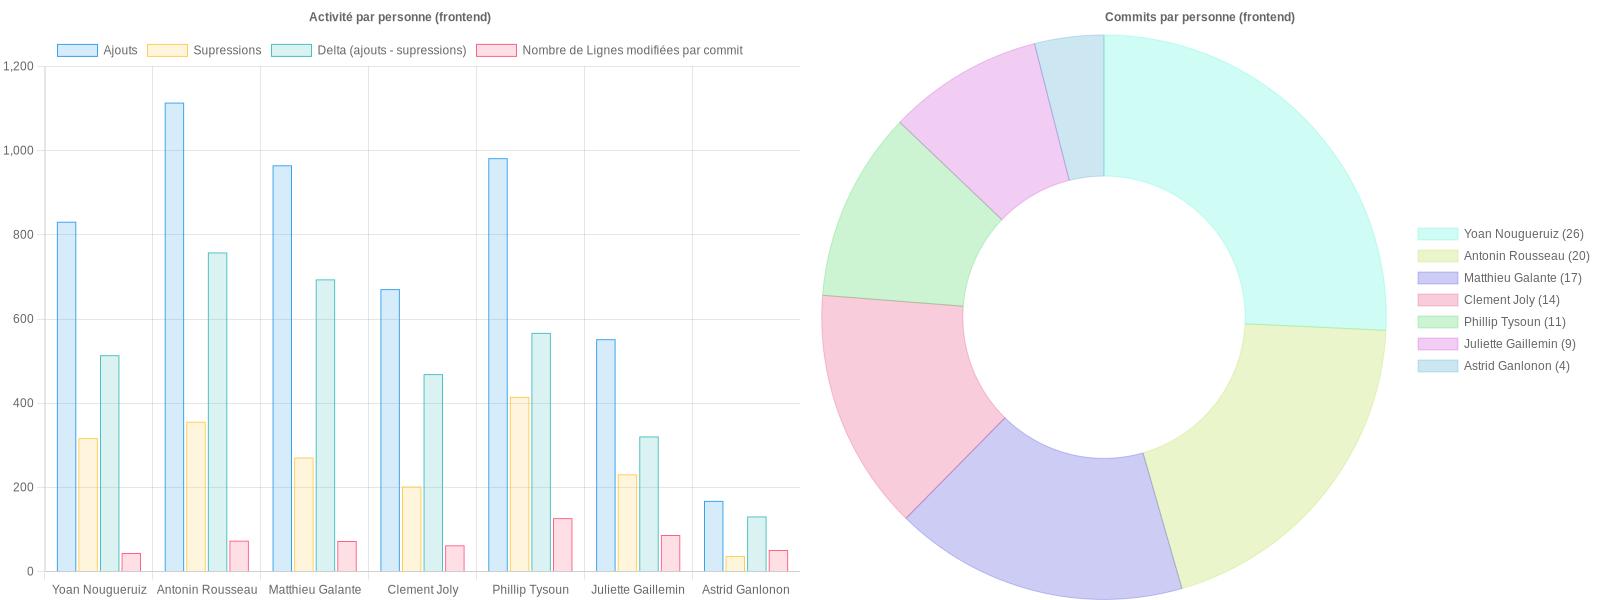 Activité par personne (frontend)
Ajouts
Supressions
Delta (ajouts - supressions)
Nombre de Lignes modifiées par commit
1,200
1,000
800
600
400
200
0
Yoan Nougueruiz
Antonin Rousseau
Matthieu Galante
Clement Joly
Phillip Tysoun
Juliette Gaillemin
Astrid Ganlonon
Commits par personne (frontend)
Yoan Nougueruiz (26)
Antonin Rousseau (20)
Matthieu Galante (17)
Clement Joly (14)
Phillip Tysoun (11)
Juliette Gaillemin (9)
Astrid Ganlonon (4)